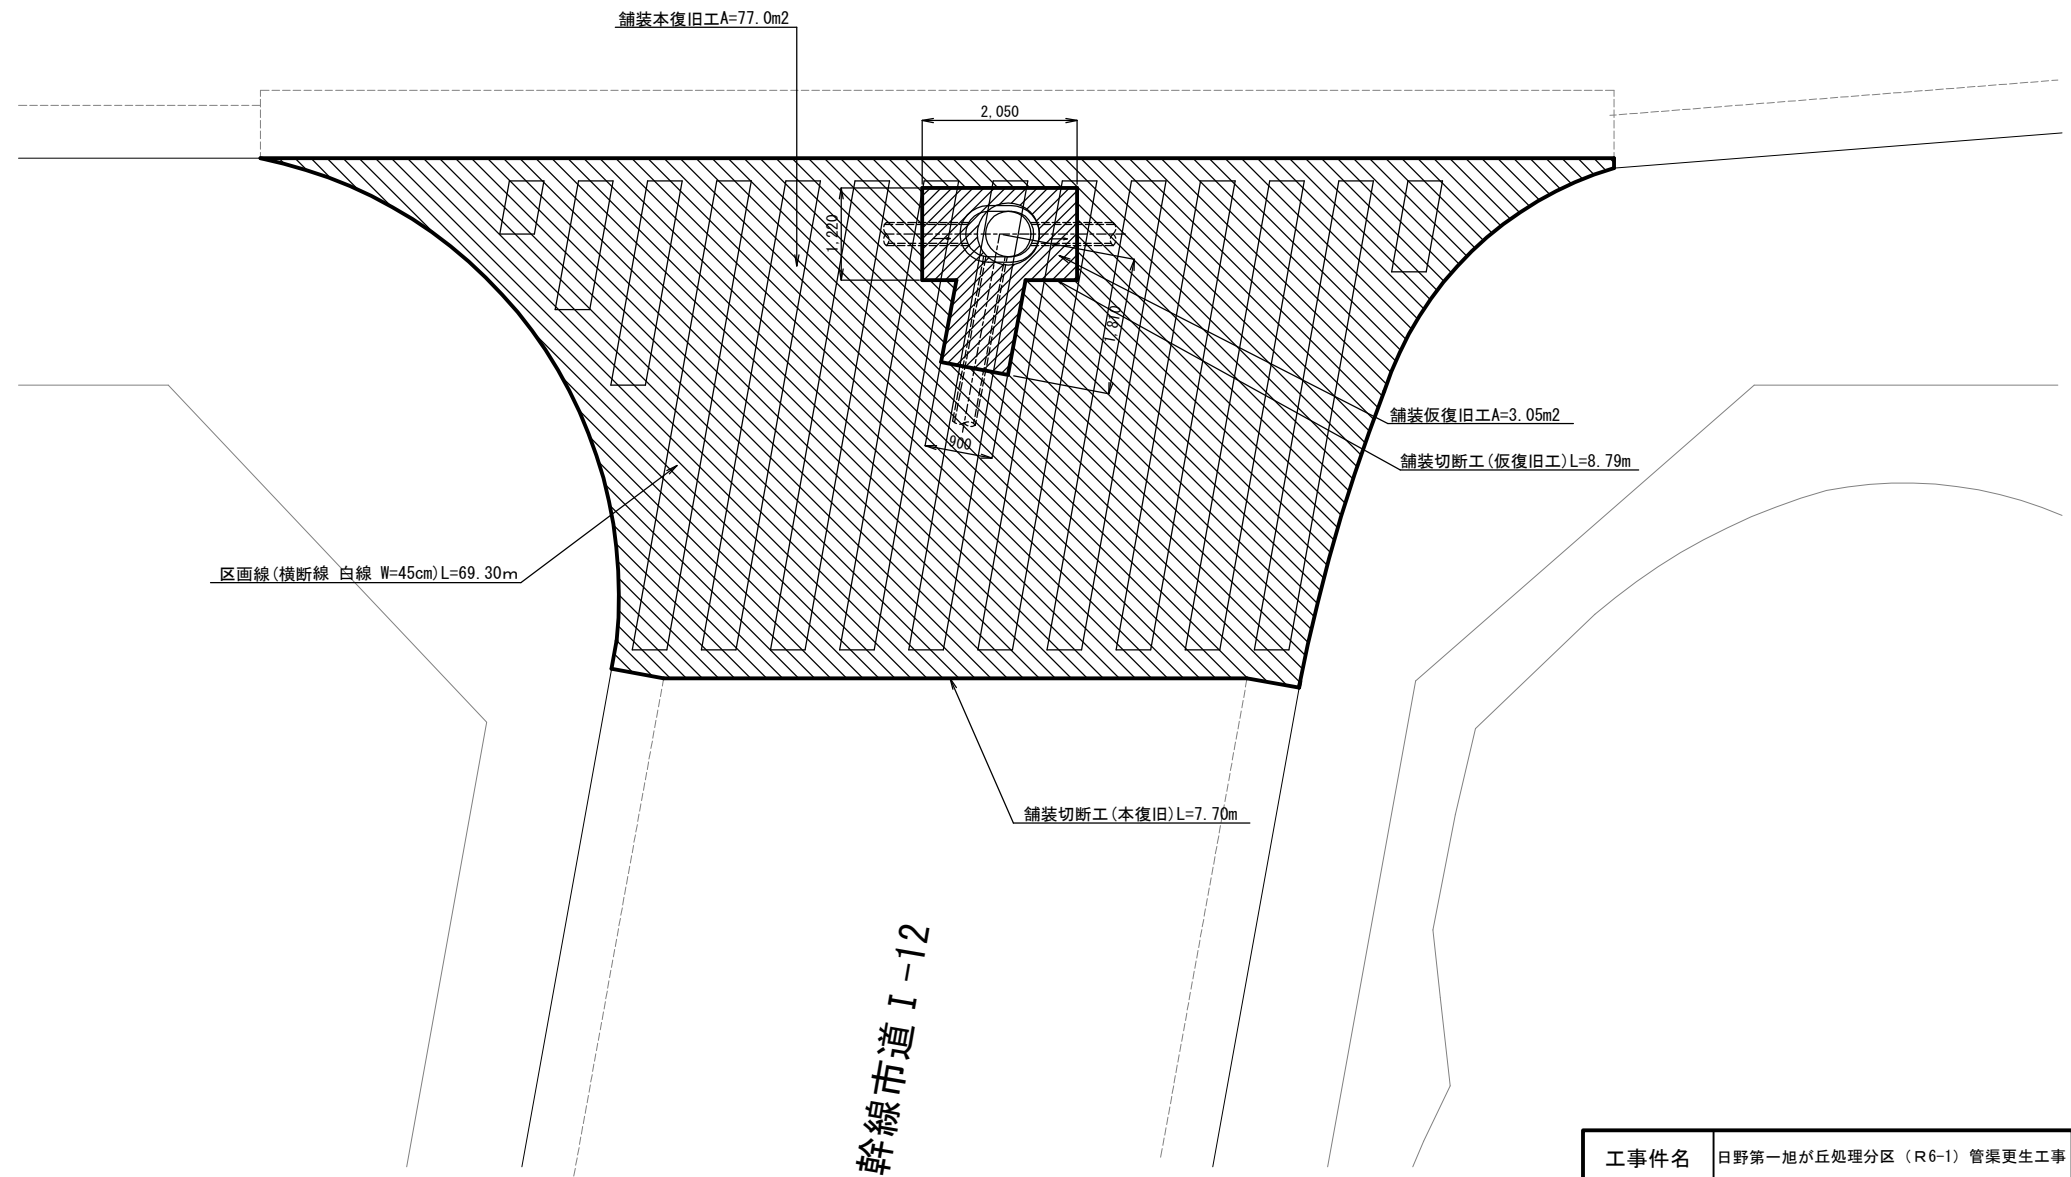 舗装本復旧工A=77.0m2
2,050
1,220
1,810
900
舗装仮復旧工A=3.05m2
舗装切断工(仮復旧工)L=8.79m
区画線(横断線 白線 W=45cm)L=69.30m
舗装切断工(本復旧)L=7.70m
幹線市道Ⅰ-12
工事件名 日野第一旭が丘処理分区（R6-1）管渠更生工事